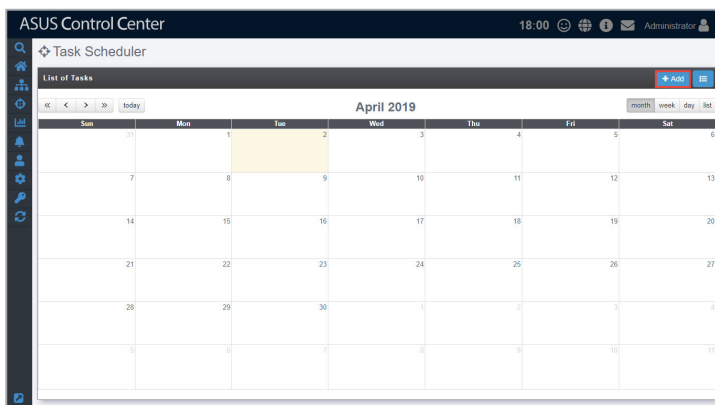 ASUS Control Center 18:00 Administrator
Task Scheduler
List of Tasks + Add
« < > » today April 2019 month week day list
Sun Mon Tue Wed Thu Fri Sat
31 1 2 3 4 5 6
7 8 9 10 11 12 13
14 15 16 17 18 19 20
21 22 23 24 25 26 27
28 29 30 1 2 3 4
5 6 7 8 9 10 11